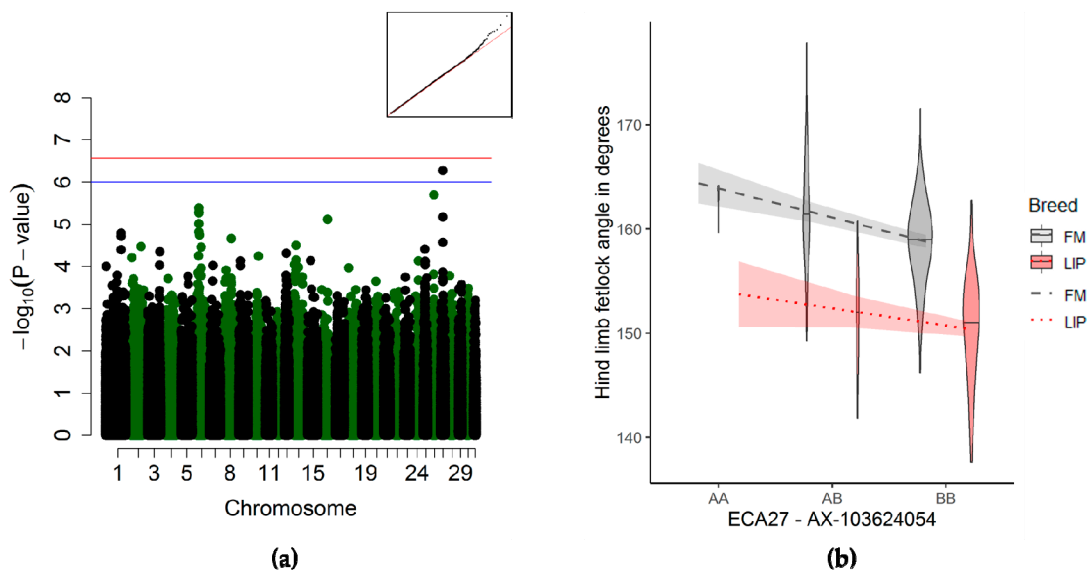 8
7
6
5
4
3
2
1
0
−log10(P−value)
1 3 5 8 11 15 19 24 29
Chromosome
(a)
170
160
150
140
Hind limb fetlock angle in degrees
AA AB BB
ECA27 - AX-103624054
Breed
FM
LIP
FM
LIP
(b)